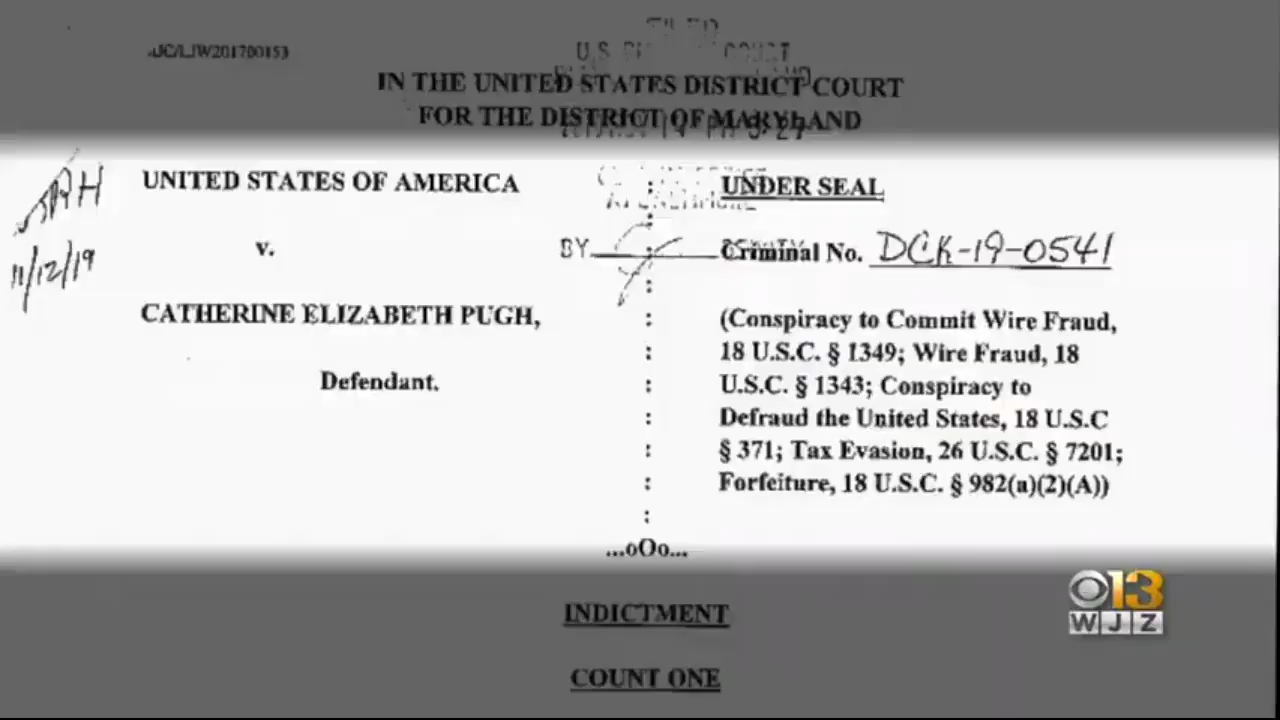 IN THE UNITED STATES DISTRICT COURT
FOR THE DISTRICT OF MARYLAND
UNITED STATES OF AMERICA
v.
CATHERINE ELIZABETH PUGH,
Defendant.
11/12/19
BY
:
UNDER SEAL
Criminal No. DCK-19-0541
: (Conspiracy to Commit Wire Fraud,
: 18 U.S.C. § 1349; Wire Fraud, 18
: U.S.C. § 1343; Conspiracy to
: Defraud the United States, 18 U.S.C
: § 371; Tax Evasion, 26 U.S.C. § 7201;
: Forfeiture, 18 U.S.C. § 982(a)(2)(A))
:
...oOo...
INDICTMENT
COUNT ONE
13
WJZ